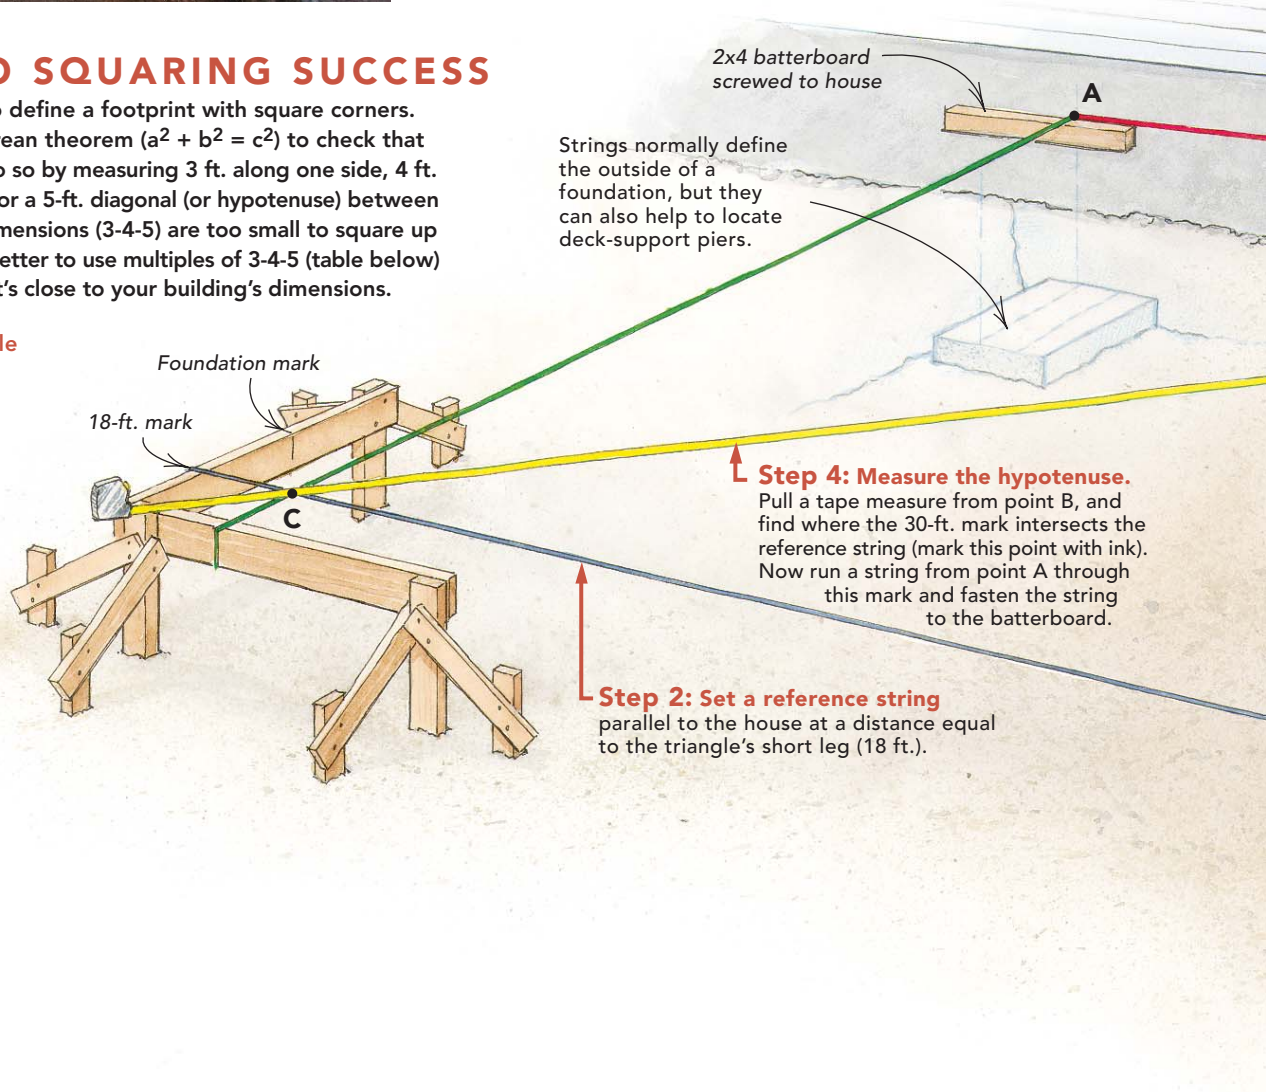 SQUARING SUCCESS
define a footprint with square corners.
theorem (a² + b² = c²) to check that
so by measuring 3 ft. along one side, 4 ft.
or a 5-ft. diagonal (or hypotenuse) between
(3-4-5) are too small to square up
to use multiples of 3-4-5 (table below)
close to your building’s dimensions.
Foundation mark
18-ft. mark
C
2x4 batterboard
screwed to house
A
Strings normally define
the outside of a
foundation, but they
can also help to locate
deck-support piers.
Step 4: Measure the hypotenuse.
Pull a tape measure from point B, and
find where the 30-ft. mark intersects the
reference string (mark this point with ink).
Now run a string from point A through
this mark and fasten the string
to the batterboard.
Step 2: Set a reference string
parallel to the house at a distance equal
to the triangle’s short leg (18 ft.).